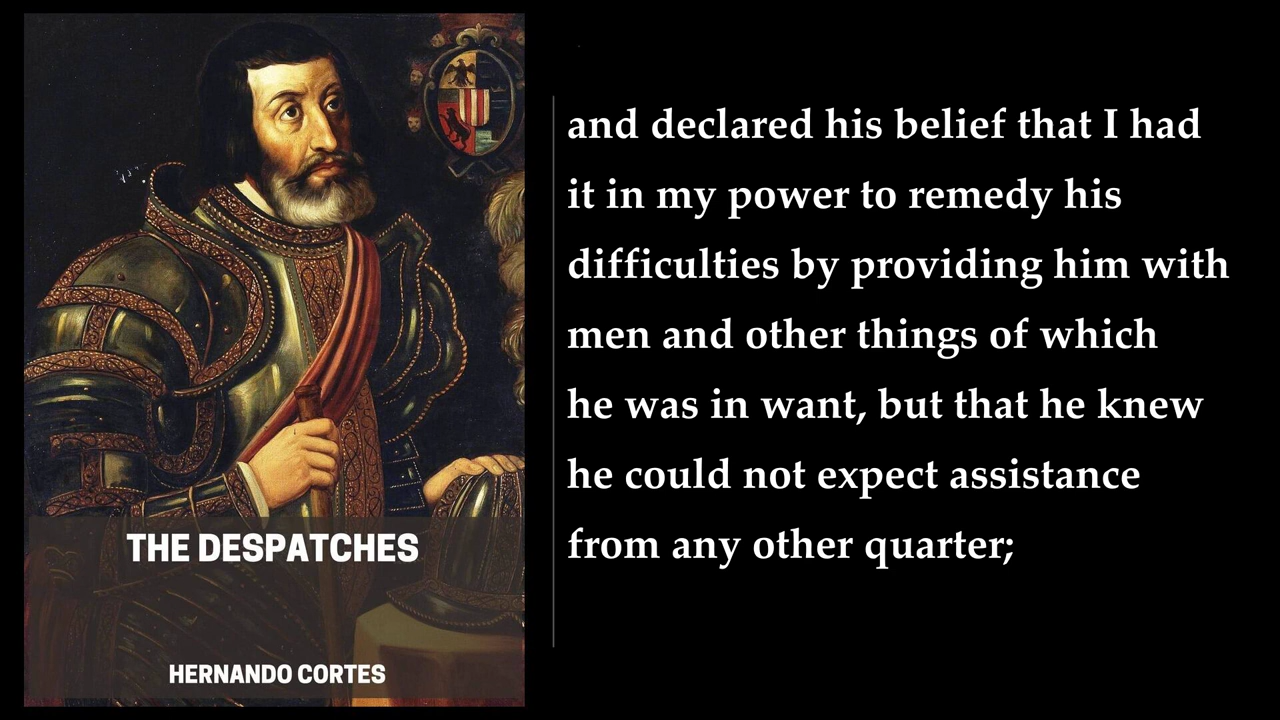 THE DESPATCHES
HERNANDO CORTES
and declared his belief that I had
it in my power to remedy his
difficulties by providing him with
men and other things of which
he was in want, but that he knew
he could not expect assistance
from any other quarter;